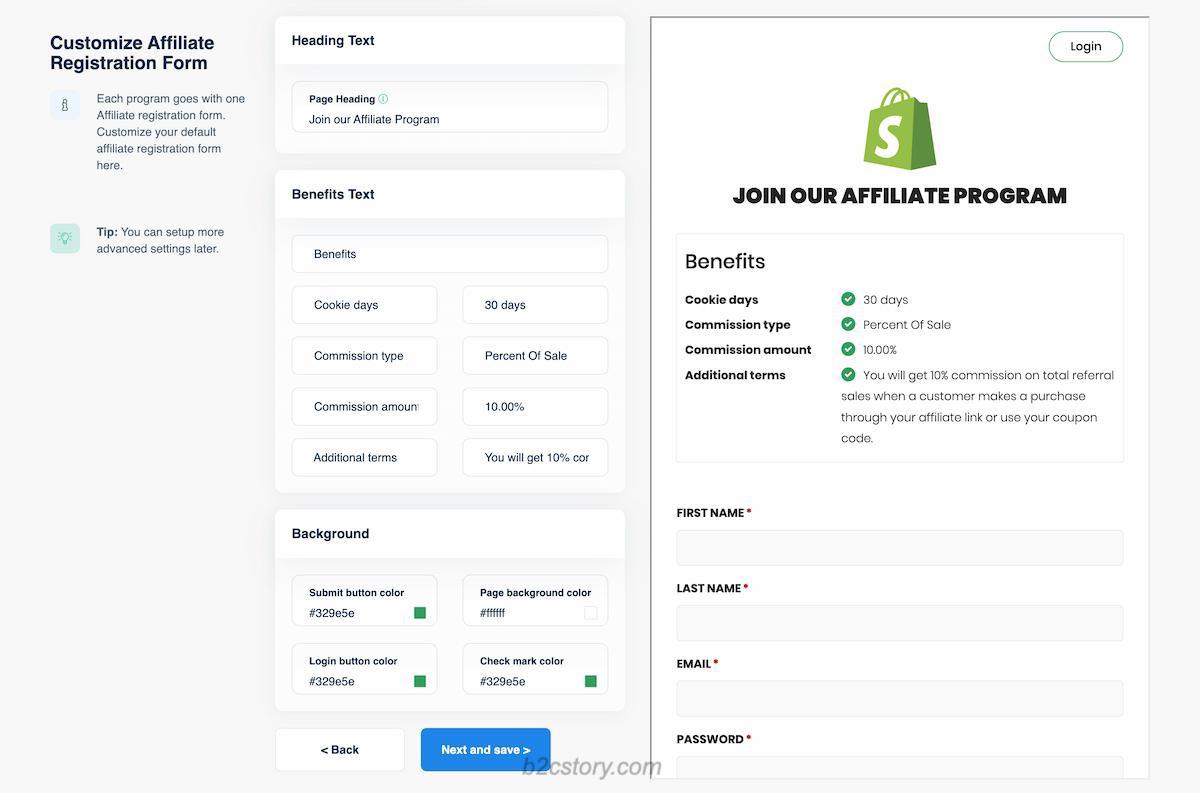 Customize Affiliate
Registration Form
Each program goes with one
Affiliate registration form.
Customize your default
affiliate registration form
here.
Tip: You can setup more
advanced settings later.
Heading Text
Page Heading
Join our Affiliate Program
Benefits Text
Benefits
Cookie days
30 days
Commission type
Percent Of Sale
Commission amoun
10.00%
Additional terms
You will get 10% cor
Background
Submit button color
#329e5e
Page background color
#ffffff
Login button color
#329e5e
Check mark color
#329e5e
< Back
Next and save >
Login
S
JOIN OUR AFFILIATE PROGRAM
Benefits
Cookie days 30 days
Commission type Percent Of Sale
Commission amount 10.00%
Additional terms You will get 10% commission on total referral
sales when a customer makes a purchase
through your affiliate link or use your coupon
code.
FIRST NAME *
LAST NAME *
EMAIL *
PASSWORD *
b2cstory.com